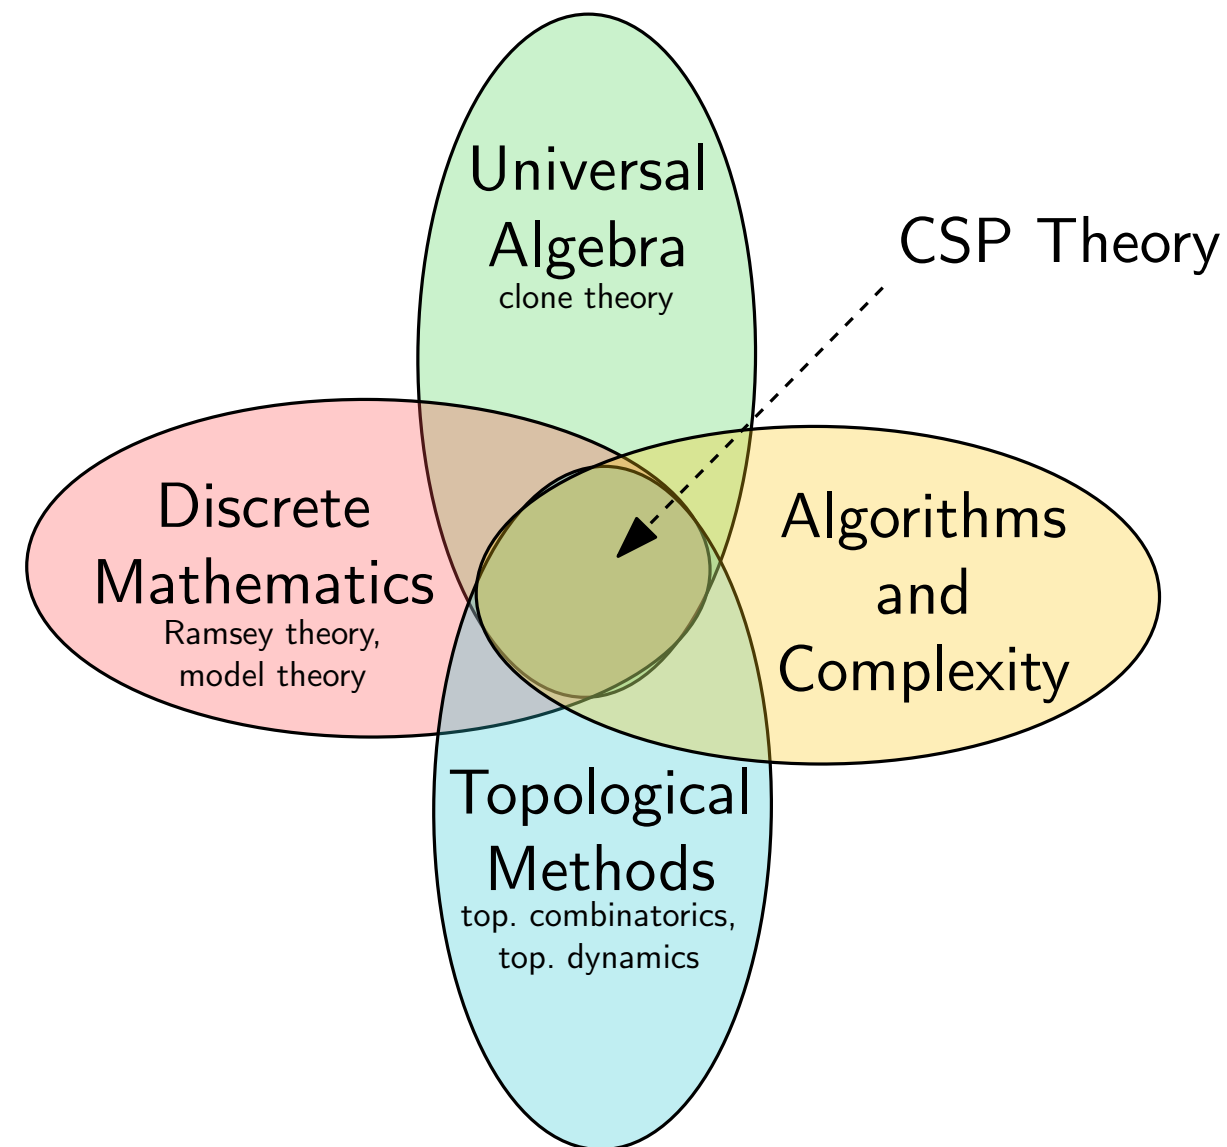 Universal
Algebra
clone theory
CSP Theory
Discrete
Mathematics
Ramsey theory,
model theory
Algorithms
and
Complexity
Topological
Methods
top. combinatorics,
top. dynamics